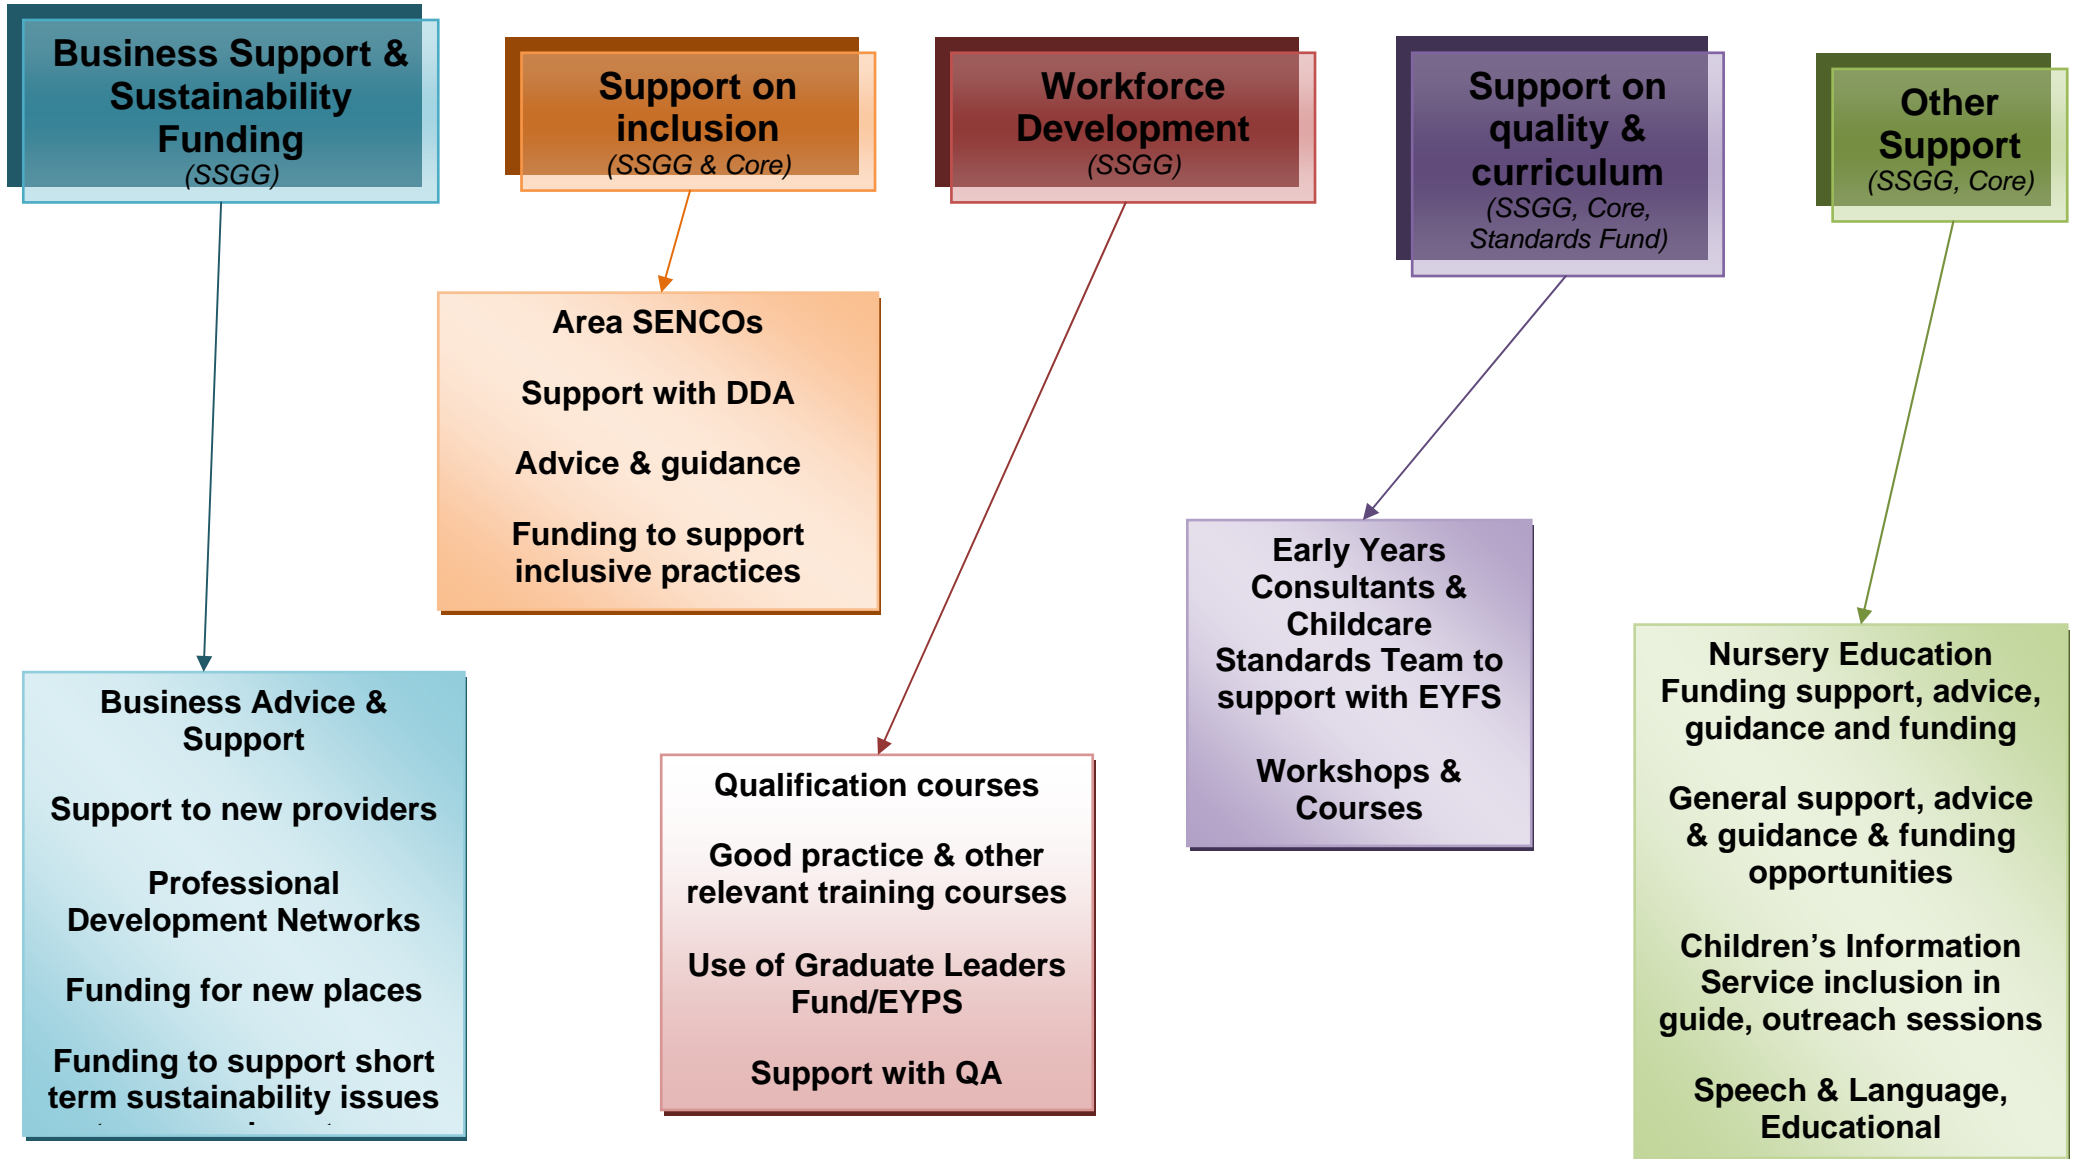 Business Support &
Sustainability
Funding
(SSGG)
Support on
inclusion
(SSGG & Core)
Workforce
Development
(SSGG)
Support on
quality &
curriculum
(SSGG, Core,
Standards Fund)
Other
Support
(SSGG, Core)
Area SENCOs
Support with DDA
Advice & guidance
Funding to support
inclusive practices
Business Advice &
Support
Support to new providers
Professional
Development Networks
Funding for new places
Funding to support short
term sustainability issues
Qualification courses
Good practice & other
relevant training courses
Use of Graduate Leaders
Fund/EYPS
Support with QA
Early Years
Consultants &
Childcare
Standards Team to
support with EYFS
Workshops &
Courses
Nursery Education
Funding support, advice,
guidance and funding
General support, advice
& guidance & funding
opportunities
Children’s Information
Service inclusion in
guide, outreach sessions
Speech & Language,
Educational